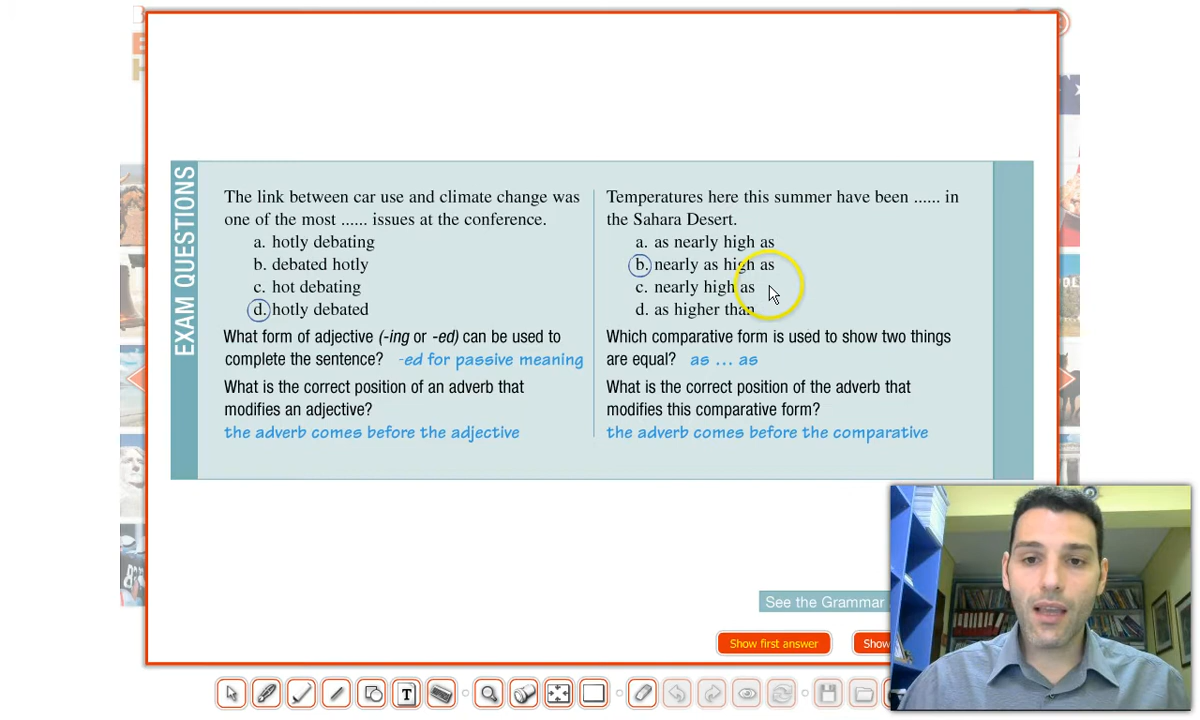 EXAM QUESTIONS
The link between car use and climate change was
one of the most ...... issues at the conference.
a. hotly debating
b. debated hotly
c. hot debating
d. hotly debated
What form of adjective (-ing or -ed) can be used to
complete the sentence? -ed for passive meaning
What is the correct position of an adverb that
modifies an adjective?
the adverb comes before the adjective
Temperatures here this summer have been ...... in
the Sahara Desert.
a. as nearly high as
b. nearly as high as
c. nearly high as
d. as higher than
Which comparative form is used to show two things
are equal? as ... as
What is the correct position of the adverb that
modifies this comparative form?
the adverb comes before the comparative
See the Grammar
Show first answer
Show
T